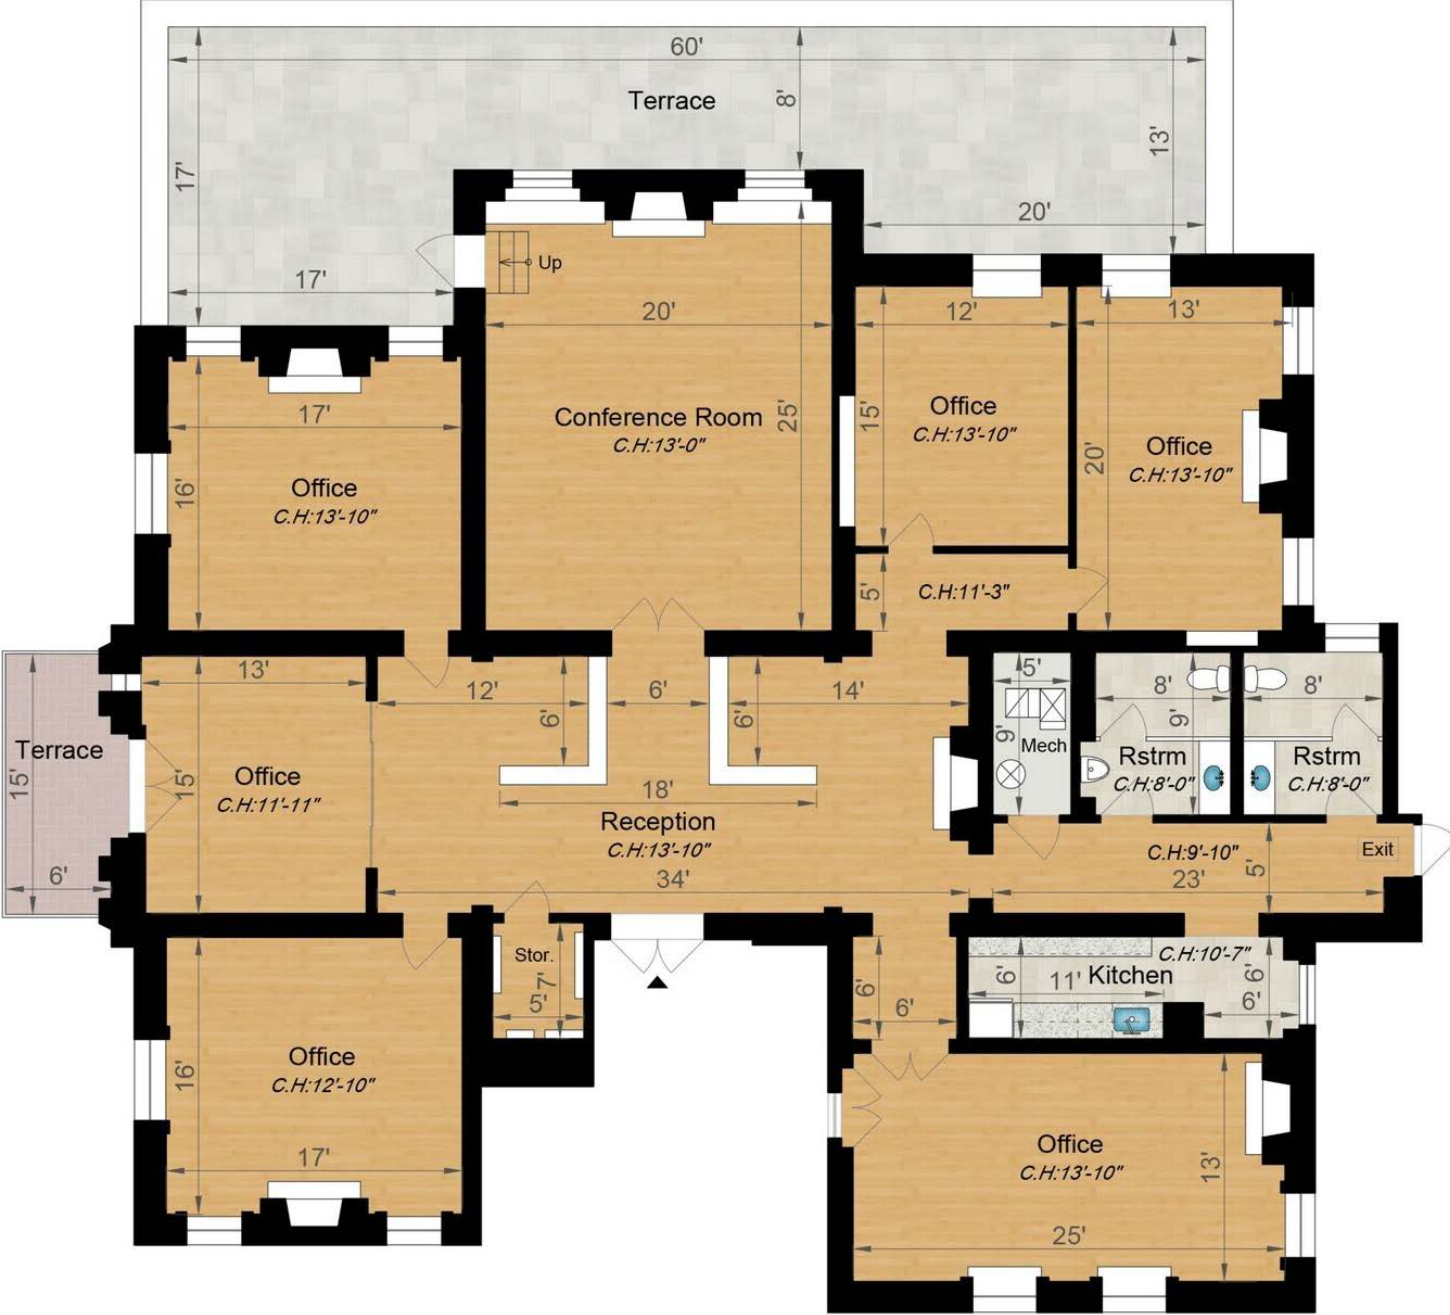 60'
Terrace
8'
17'
13'
20'
17'
Up
20'
12'
13'
17'
16'
Office
C.H:13'-10"
Conference Room
C.H:13'-0"
25'
15'
Office
C.H:13'-10"
20'
Office
C.H:13'-10"
5'
C.H:11'-3"
13'
12'
6'
6'
6'
14'
5'
9'
Mech
8'
9'
8'
Rstrm
C.H:8'-0"
Rstrm
C.H:8'-0"
Terrace
15'
6'
Office
C.H:11'-11"
15'
18'
Reception
C.H:13'-10"
34'
C.H:9'-10"
5'
23'
Exit
Stor.
7'
5'
6'
6'
C.H:10'-7"
Kitchen
6'
11'
6'
6'
Office
C.H:12'-10"
16'
17'
Office
C.H:13'-10"
13'
25'